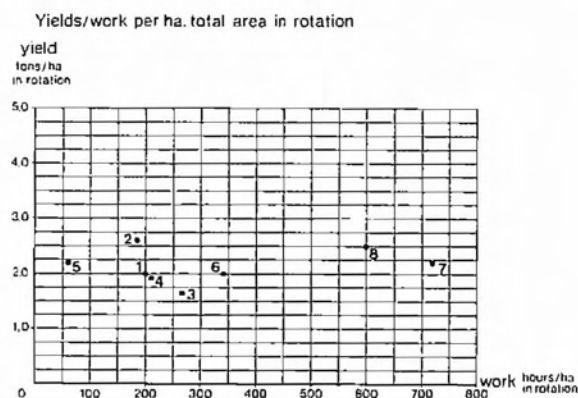 Yields/work per ha. total area in rotation
yield
tons/ha
in rotation
5,0
4.0
3.0
2.0
1,0
0
5
2
1
4
3
6
8
7
100 200 300 400 500 600 700 800
work hours/ha
in rotation